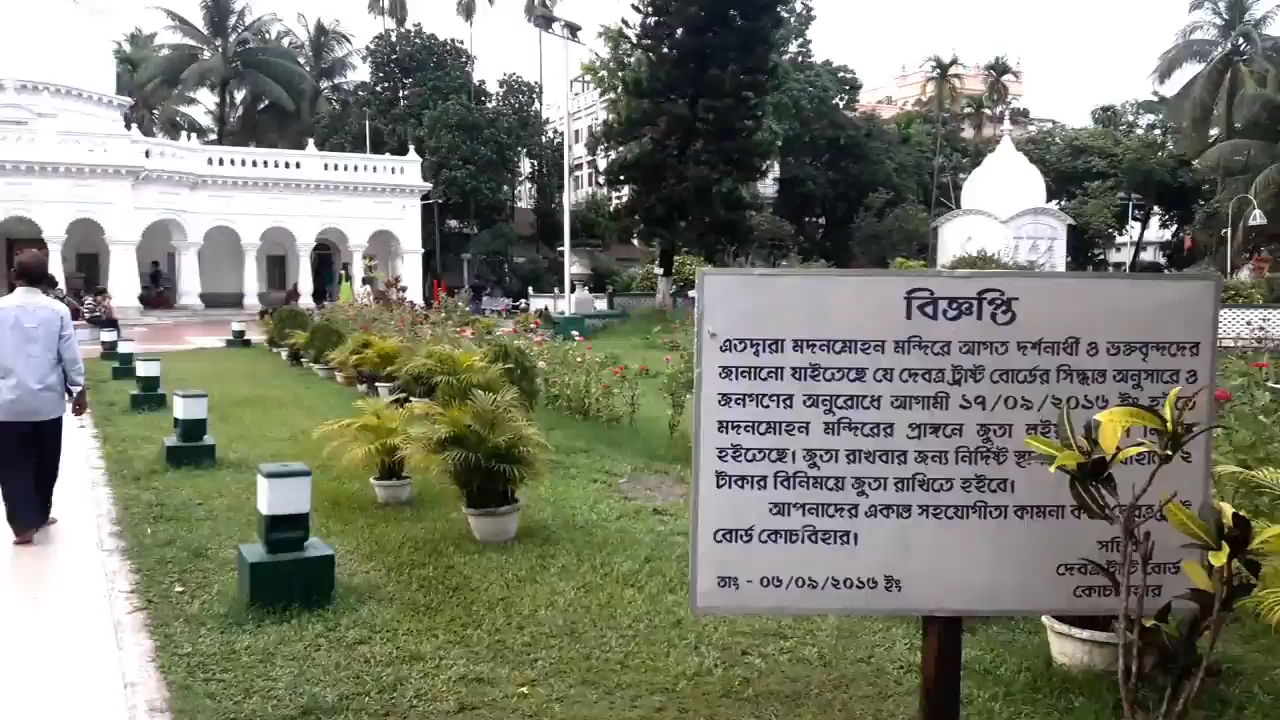 বিজ্ঞপ্তি
এতদ্বারা মদনমোহন মন্দিরে আগত দর্শনার্থী ও ভক্তবৃন্দদের
জানানো যাইতেছে যে দেবত্র ট্রাস্ট বোর্ডের সিদ্ধান্ত অনুসারে ও
জনগণের অনুরোধে আগামী ১৭/০৯/২০১৬ ইং হইতে
মদনমোহন মন্দিরের প্রাঙ্গনে জুতা
হইতেছে। জুতা রাখবার জন্য নির্দিষ্ট ২
টাকার বিনিময়ে জুতা রাখিতে হইবে।
আপনাদের একান্ত সহযোগীতা কামনা
বোর্ড কোচবিহার।
দেবত্র ট্রাস্ট বোর্ড
তাং - ০৬/০৯/২০১৬ ইং
কোচবিহার